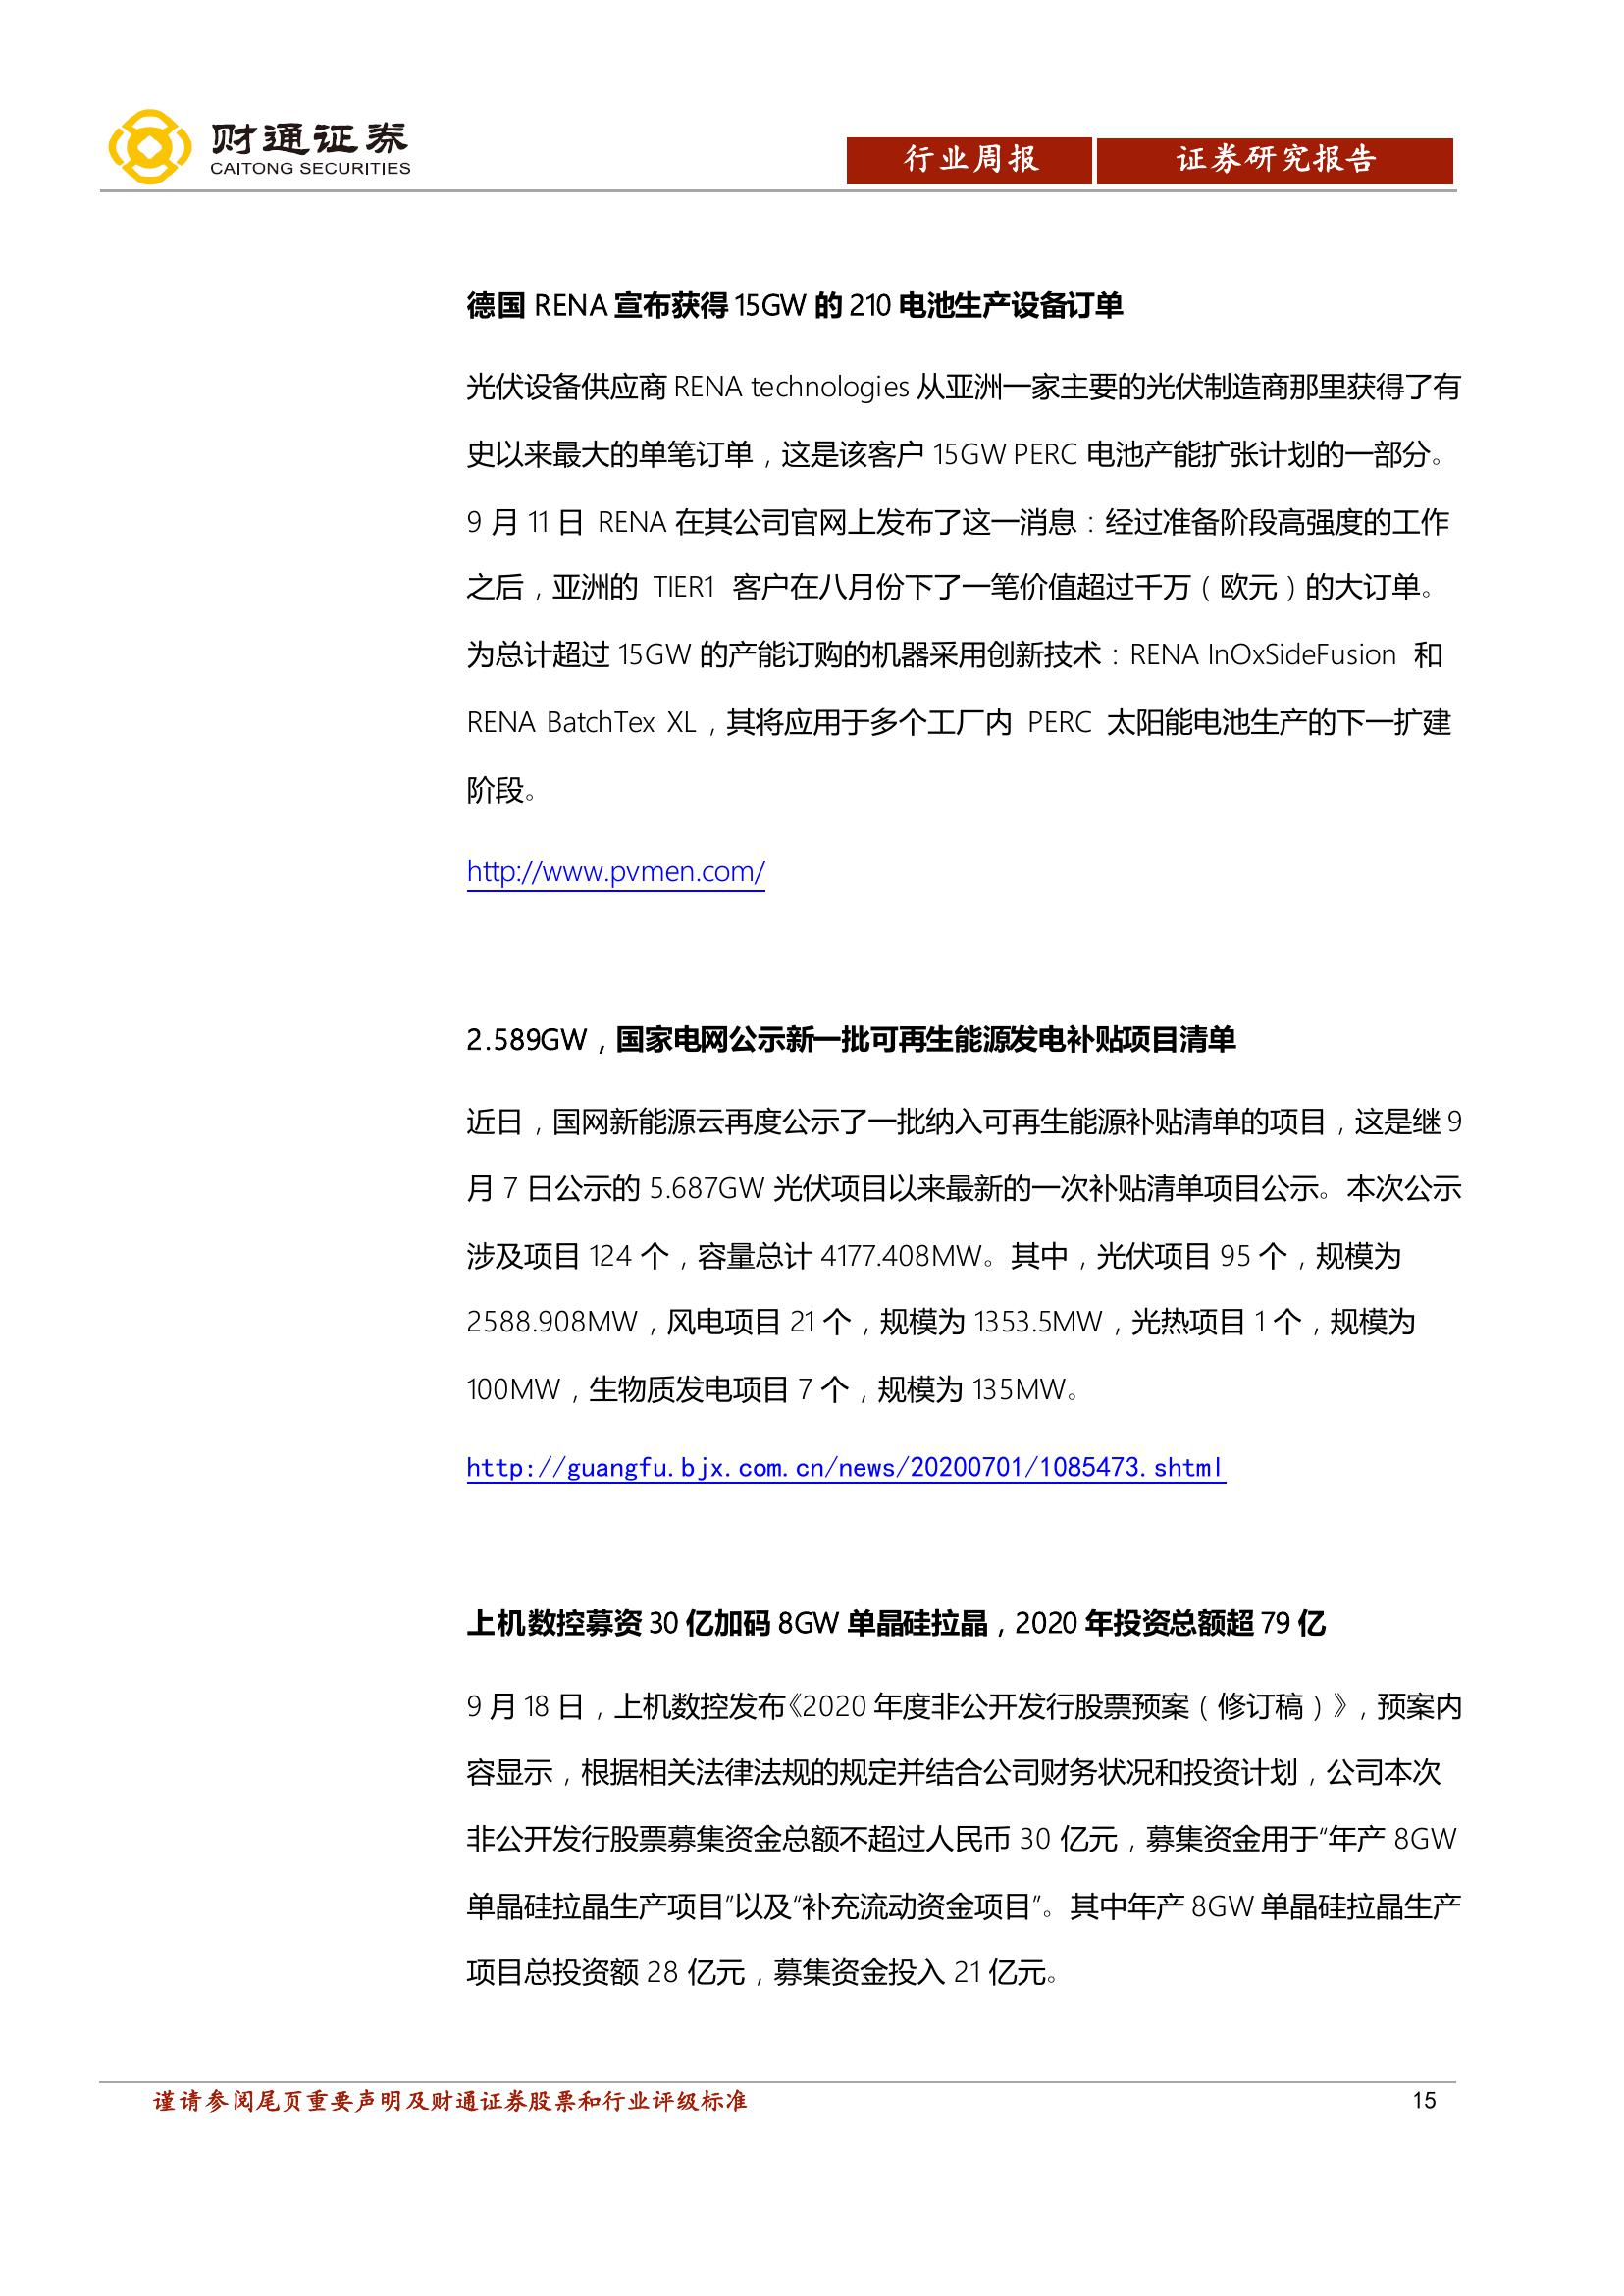 财通证券
CAITONG SECURITIES
行业周报
证券研究报告
德国 RENA 宣布获得 15GW 的 210 电池生产设备订单
光伏设备供应商 RENA technologies 从亚洲一家主要的光伏制造商那里获得了有
史以来最大的单笔订单，这是该客户 15GW PERC 电池产能扩张计划的一部分。
9 月 11 日 RENA 在其公司官网上发布了这一消息：经过准备阶段高强度的工作
之后，亚洲的 TIER1 客户在八月份下了一笔价值超过千万（欧元）的大订单。
为总计超过 15GW 的产能订购的机器采用创新技术：RENA InOxSideFusion 和
RENA BatchTex XL，其将应用于多个工厂内 PERC 太阳能电池生产的下一扩建
阶段。
http://www.pvmen.com/
2.589GW，国家电网公示新一批可再生能源发电补贴项目清单
近日，国网新能源云再度公示了一批纳入可再生能源补贴清单的项目，这是继 9
月 7 日公示的 5.687GW 光伏项目以来最新的一次补贴清单项目公示。本次公示
涉及项目 124 个，容量总计 4177.408MW。其中，光伏项目 95 个，规模为
2588.908MW，风电项目 21 个，规模为 1353.5MW，光热项目 1 个，规模为
100MW，生物质发电项目 7 个，规模为 135MW。
http://guangfu.bjx.com.cn/news/20200701/1085473.shtml
上机数控募资 30 亿加码 8GW 单晶硅拉晶，2020 年投资总额超 79 亿
9 月 18 日，上机数控发布《2020 年度非公开发行股票预案（修订稿）》，预案内
容显示，根据相关法律法规的规定并结合公司财务状况和投资计划，公司本次
非公开发行股票募集资金总额不超过人民币 30 亿元，募集资金用于“年产 8GW
单晶硅拉晶生产项目”以及“补充流动资金项目”。其中年产 8GW 单晶硅拉晶生产
项目总投资额 28 亿元，募集资金投入 21 亿元。
谨请参阅尾页重要声明及财通证券股票和行业评级标准
15